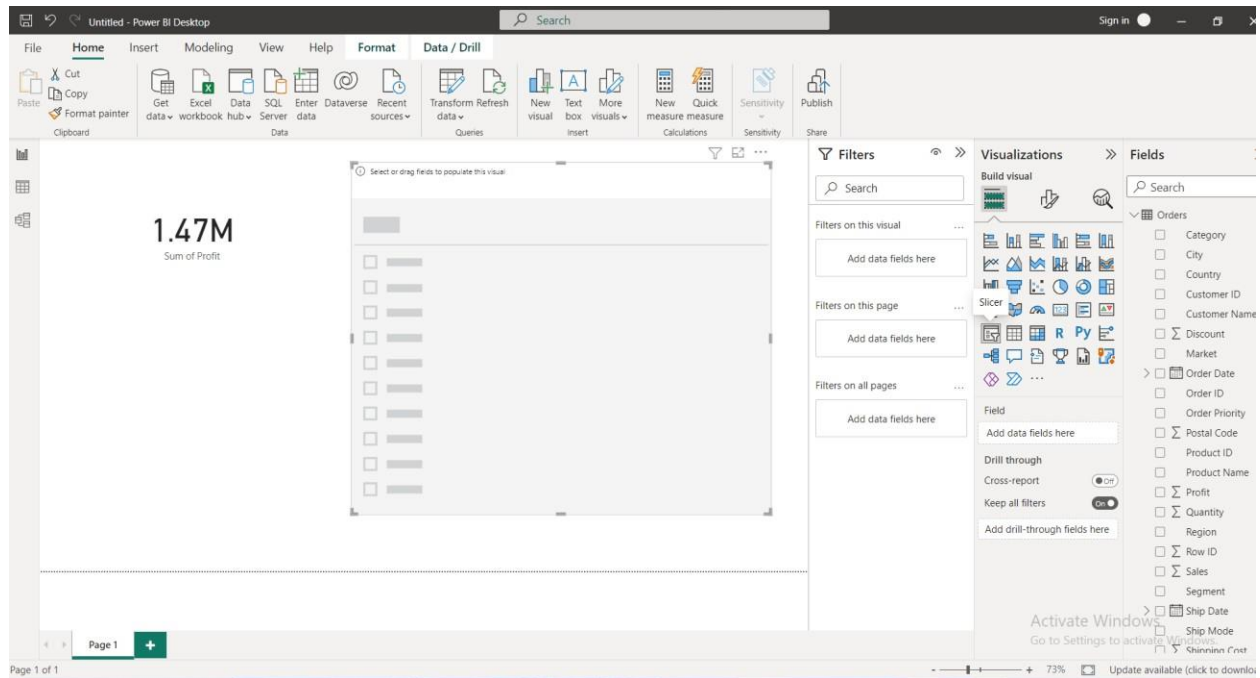 Untitled - Power BI Desktop
Search
Sign in
File Home Insert Modeling View Help Format Data / Drill
Paste
Cut
Copy
Format painter
Clipboard
Get data
Excel workbook
Data hub
SQL Server
Enter data
Dataverse
Recent sources
Data
Transform data
Refresh
Queries
New visual
Text box
More visuals
Insert
New measure
Quick measure
Calculations
Sensitivity
Sensitivity
Publish
Share
Select or drag fields to populate this visual
1.47M
Sum of Profit
Filters
Search
Filters on this visual
Add data fields here
Filters on this page
Add data fields here
Filters on all pages
Add data fields here
Visualizations
Build visual
Slicer
123
R Py
Field
Add data fields here
Drill through
Cross-report Off
Keep all filters On
Add drill-through fields here
Fields
Search
Orders
Category
City
Country
Customer ID
Customer Name
∑ Discount
Market
Order Date
Order ID
Order Priority
∑ Postal Code
Product ID
Product Name
∑ Profit
∑ Quantity
Region
∑ Row ID
∑ Sales
Segment
Ship Date
Ship Mode
∑ Shipping Cost
Activate Windows
Go to Settings to activate Windows.
Page 1
+
Page 1 of 1
- + 73%
Update available (click to downloa